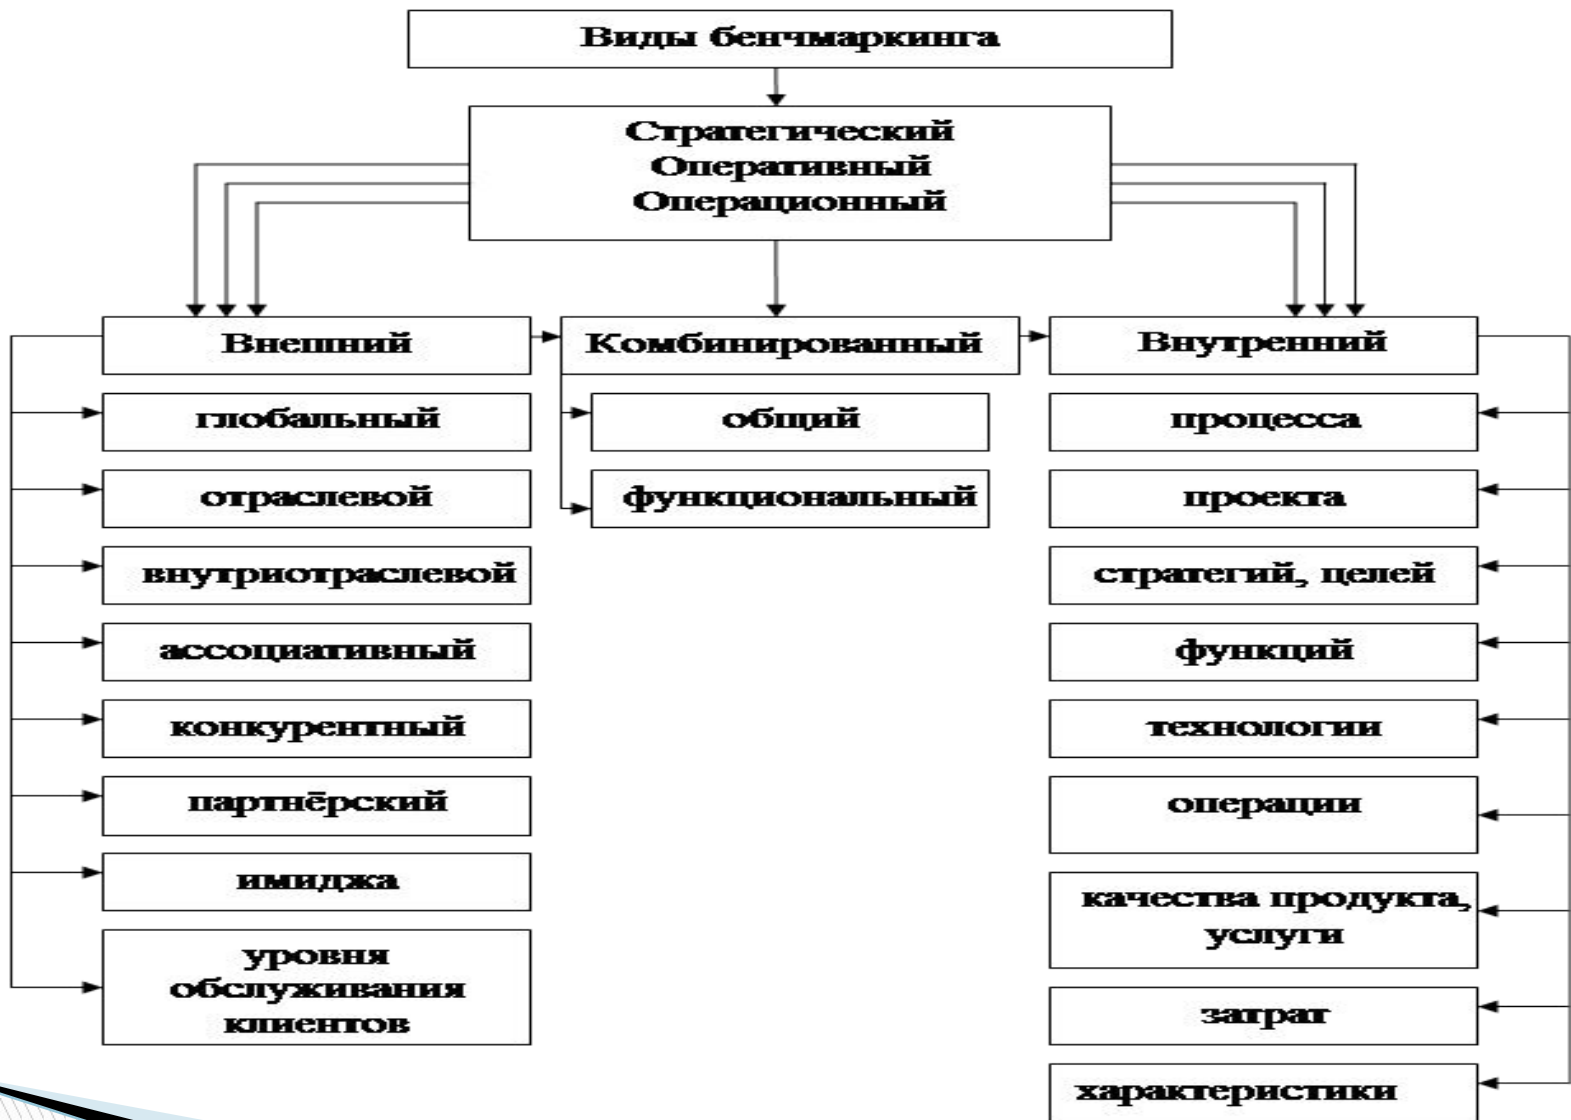 Виды бенчмаркинга
Стратегический
Оперативный
Операционный
Внешний
Комбинированный
Внутренний
глобальный
общий
процесса
отраслевой
функциональный
проекта
внутриотраслевой
стратегий, целей
ассоциативный
функций
конкурентный
технологии
партнёрский
операции
имиджа
качества продукта,
услуги
уровня
обслуживания
клиентов
затрат
характеристики